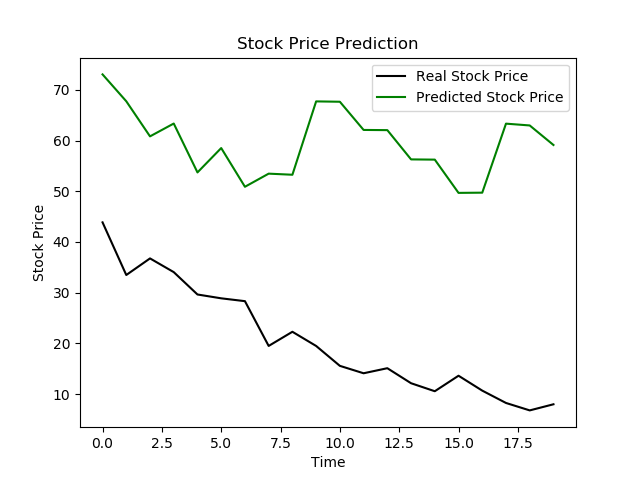 Stock Price Prediction
Real Stock Price
Predicted Stock Price
70
60
50
40
30
20
10
Stock Price
0.0 2.5 5.0 7.5 10.0 12.5 15.0 17.5
Time